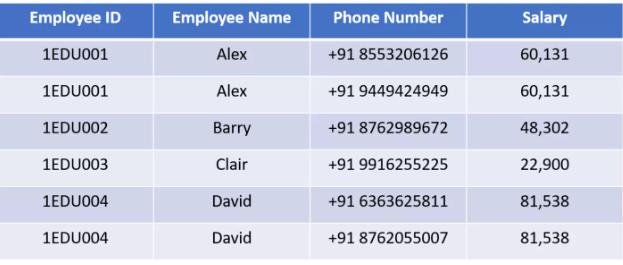 Employee ID Employee Name Phone Number Salary
1EDU001 Alex +91 8553206126 60,131
1EDU001 Alex +91 9449424949 60,131
1EDU002 Barry +91 8762989672 48,302
1EDU003 Clair +91 9916255225 22,900
1EDU004 David +91 6363625811 81,538
1EDU004 David +91 8762055007 81,538